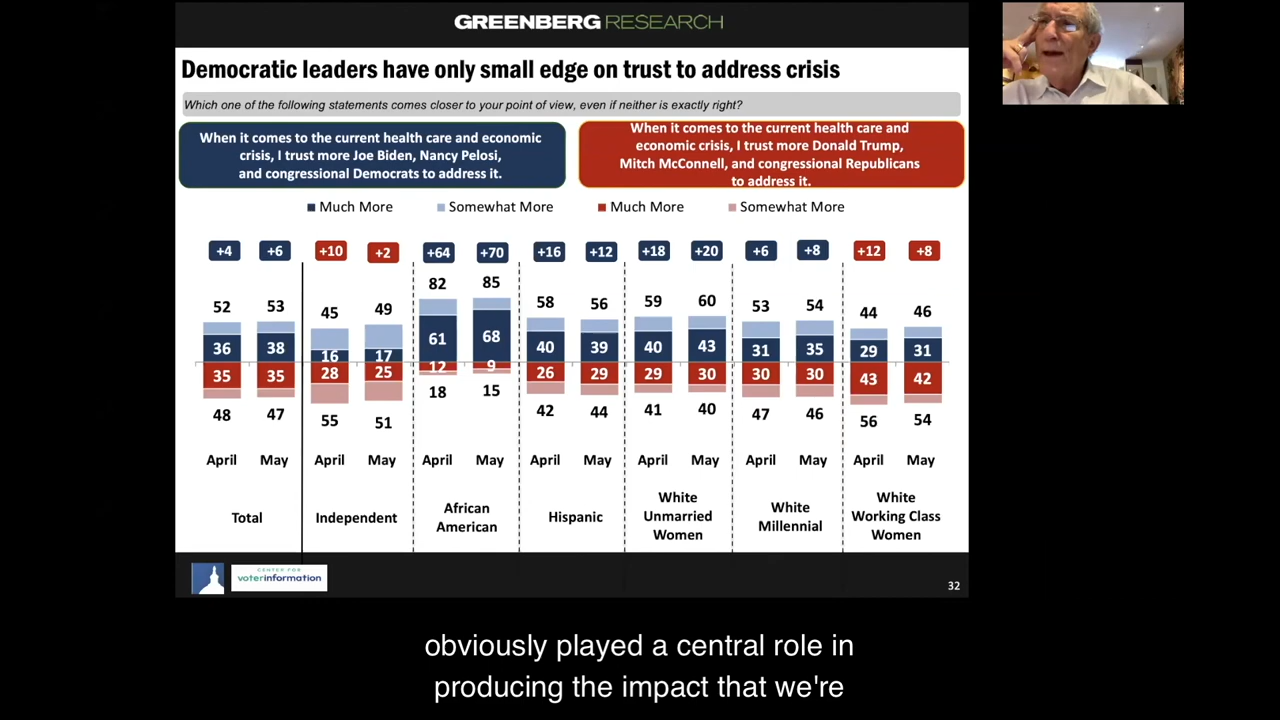 GREENBERG RESEARCH
Democratic leaders have only small edge on trust to address crisis
Which one of the following statements comes closer to your point of view, even if neither is exactly right?
When it comes to the current health care and economic
crisis, I trust more Joe Biden, Nancy Pelosi,
and congressional Democrats to address it.
When it comes to the current health care and
economic crisis, I trust more Donald Trump,
Mitch McConnell, and congressional Republicans
to address it.
Much More Somewhat More Much More Somewhat More
+4 +6 +10 +2 +64 +70 +16 +12 +18 +20 +6 +8 +12 +8
52 53 45 49 82 85 58 56 59 60 53 54 44 46
36 38 16 17 61 68 40 39 40 43 31 35 29 31
35 35 28 25 12 9 26 29 29 30 30 30 43 42
48 47 55 51 18 15 42 44 41 40 47 46 56 54
April May April May April May April May April May April May April May
Total
Independent
African
American
Hispanic
White
Unmarried
Women
White
Millennial
White
Working Class
Women
CENTER FOR
voterinformation
32
obviously played a central role in
producing the impact that we're